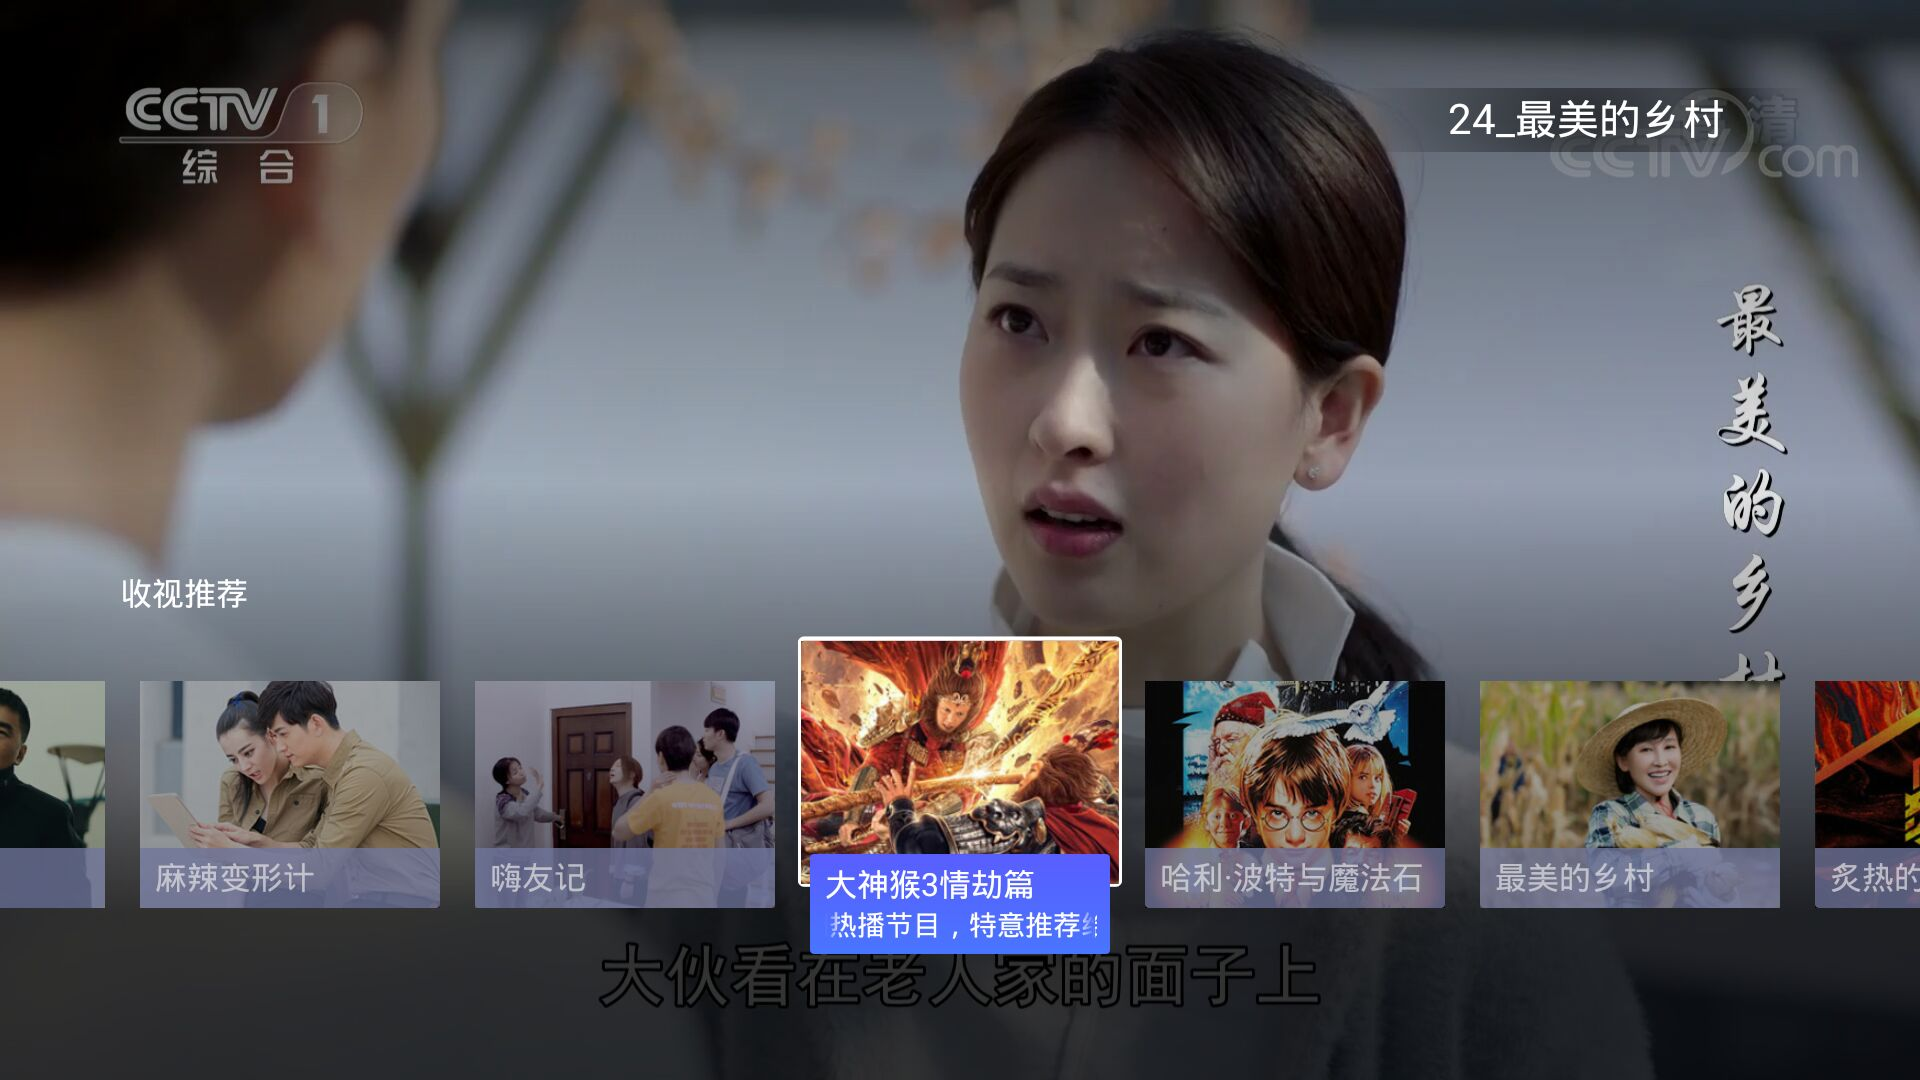 CCTV 1
综合
24_最美的乡村
清
CCTV com
最美的乡村
收视推荐
麻辣变形计
嗨友记
大神猴3情劫篇
热播节目，特意推荐
哈利·波特与魔法石
最美的乡村
炙热的
大伙看在老人家的面子上